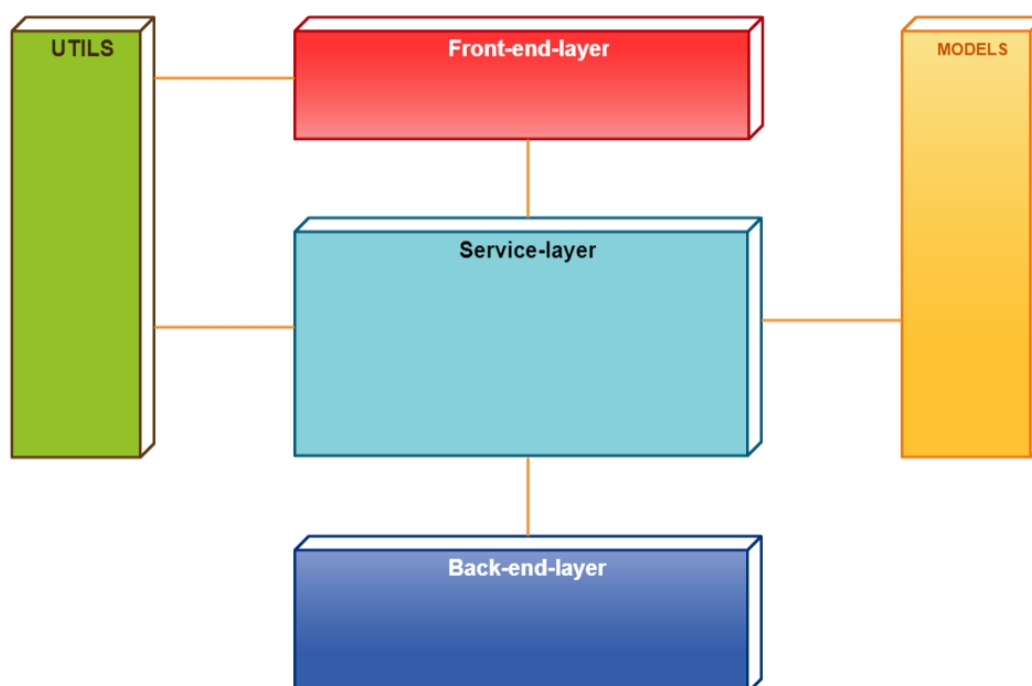 UTILS
Front-end-layer
MODELS
Service-layer
Back-end-layer